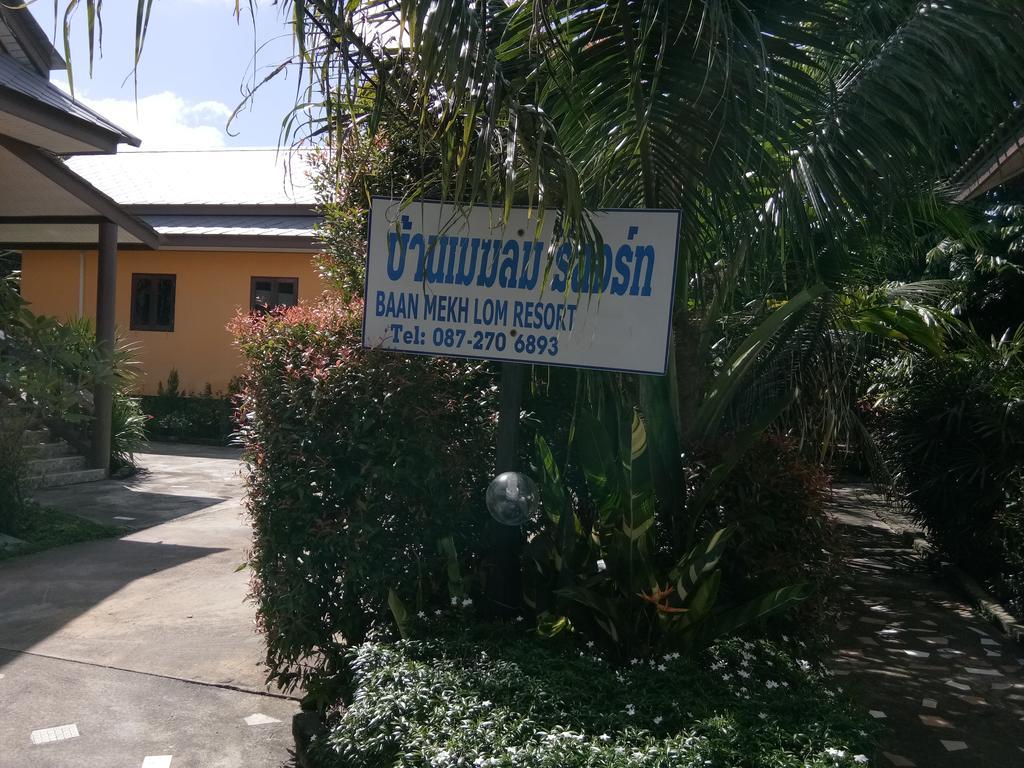 บ้านเมฆลม รีสอร์ท
BAAN MEKH LOM RESORT
Tel: 087-270 6893